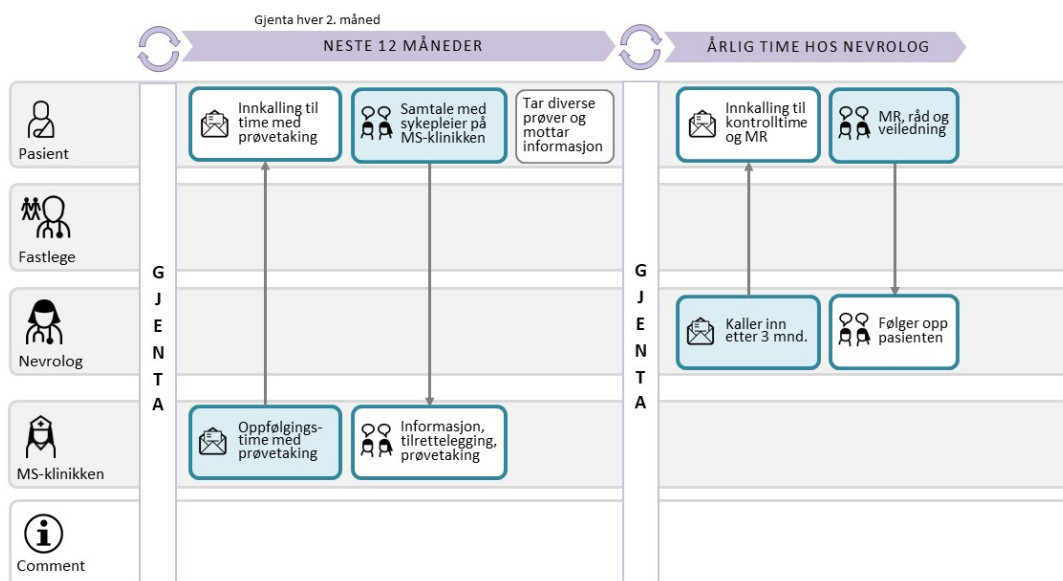 Gjenta hver 2. måned
NESTE 12 MÅNEDER
ÅRLIG TIME HOS NEVROLOG
Pasient
Innkalling til
time med
prøvetaking
Samtale med
sykepleier på
MS-klinikken
Tar diverse
prøver og
mottar
informasjon
Innkalling til
kontrolltime
og MR
MR, råd og
veiledning
Fastlege
G
J
E
N
T
A
G
J
E
N
T
A
Nevrolog
Kaller inn
etter 3 mnd.
Følger opp
pasienten
MS-klinikken
Oppfølgings-
time med
prøvetaking
Informasjon,
tilrettelegging,
prøvetaking
Comment